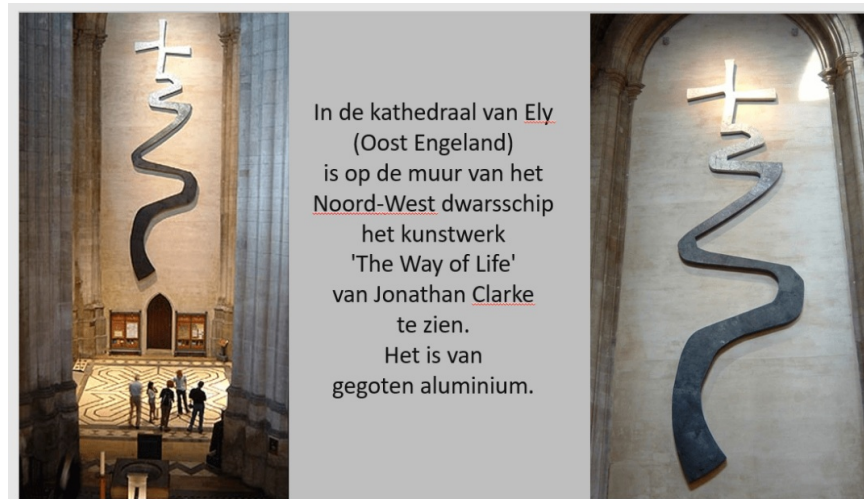 In de kathedraal van Ely
(Oost Engeland)
is op de muur van het
Noord-West dwarsschip
het kunstwerk
'The Way of Life'
van Jonathan Clarke
te zien.
Het is van
gegoten aluminium.